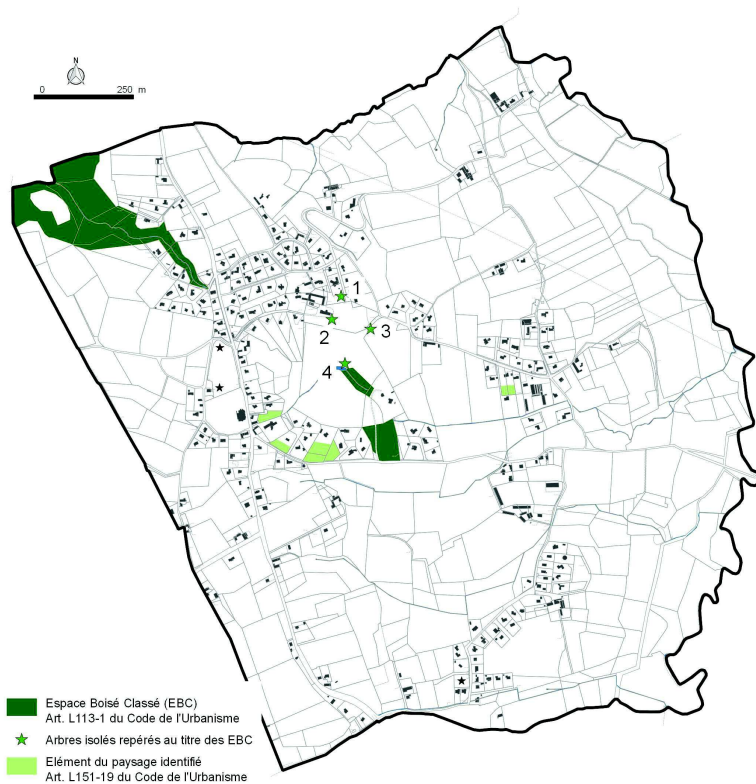 N
0 250 m
1
2
3
4
Espace Boisé Classé (EBC)
Art. L113-1 du Code de l'Urbanisme
Arbres isolés repérés au titre des EBC
Elément du paysage identifié
Art. L151-19 du Code de l'Urbanisme